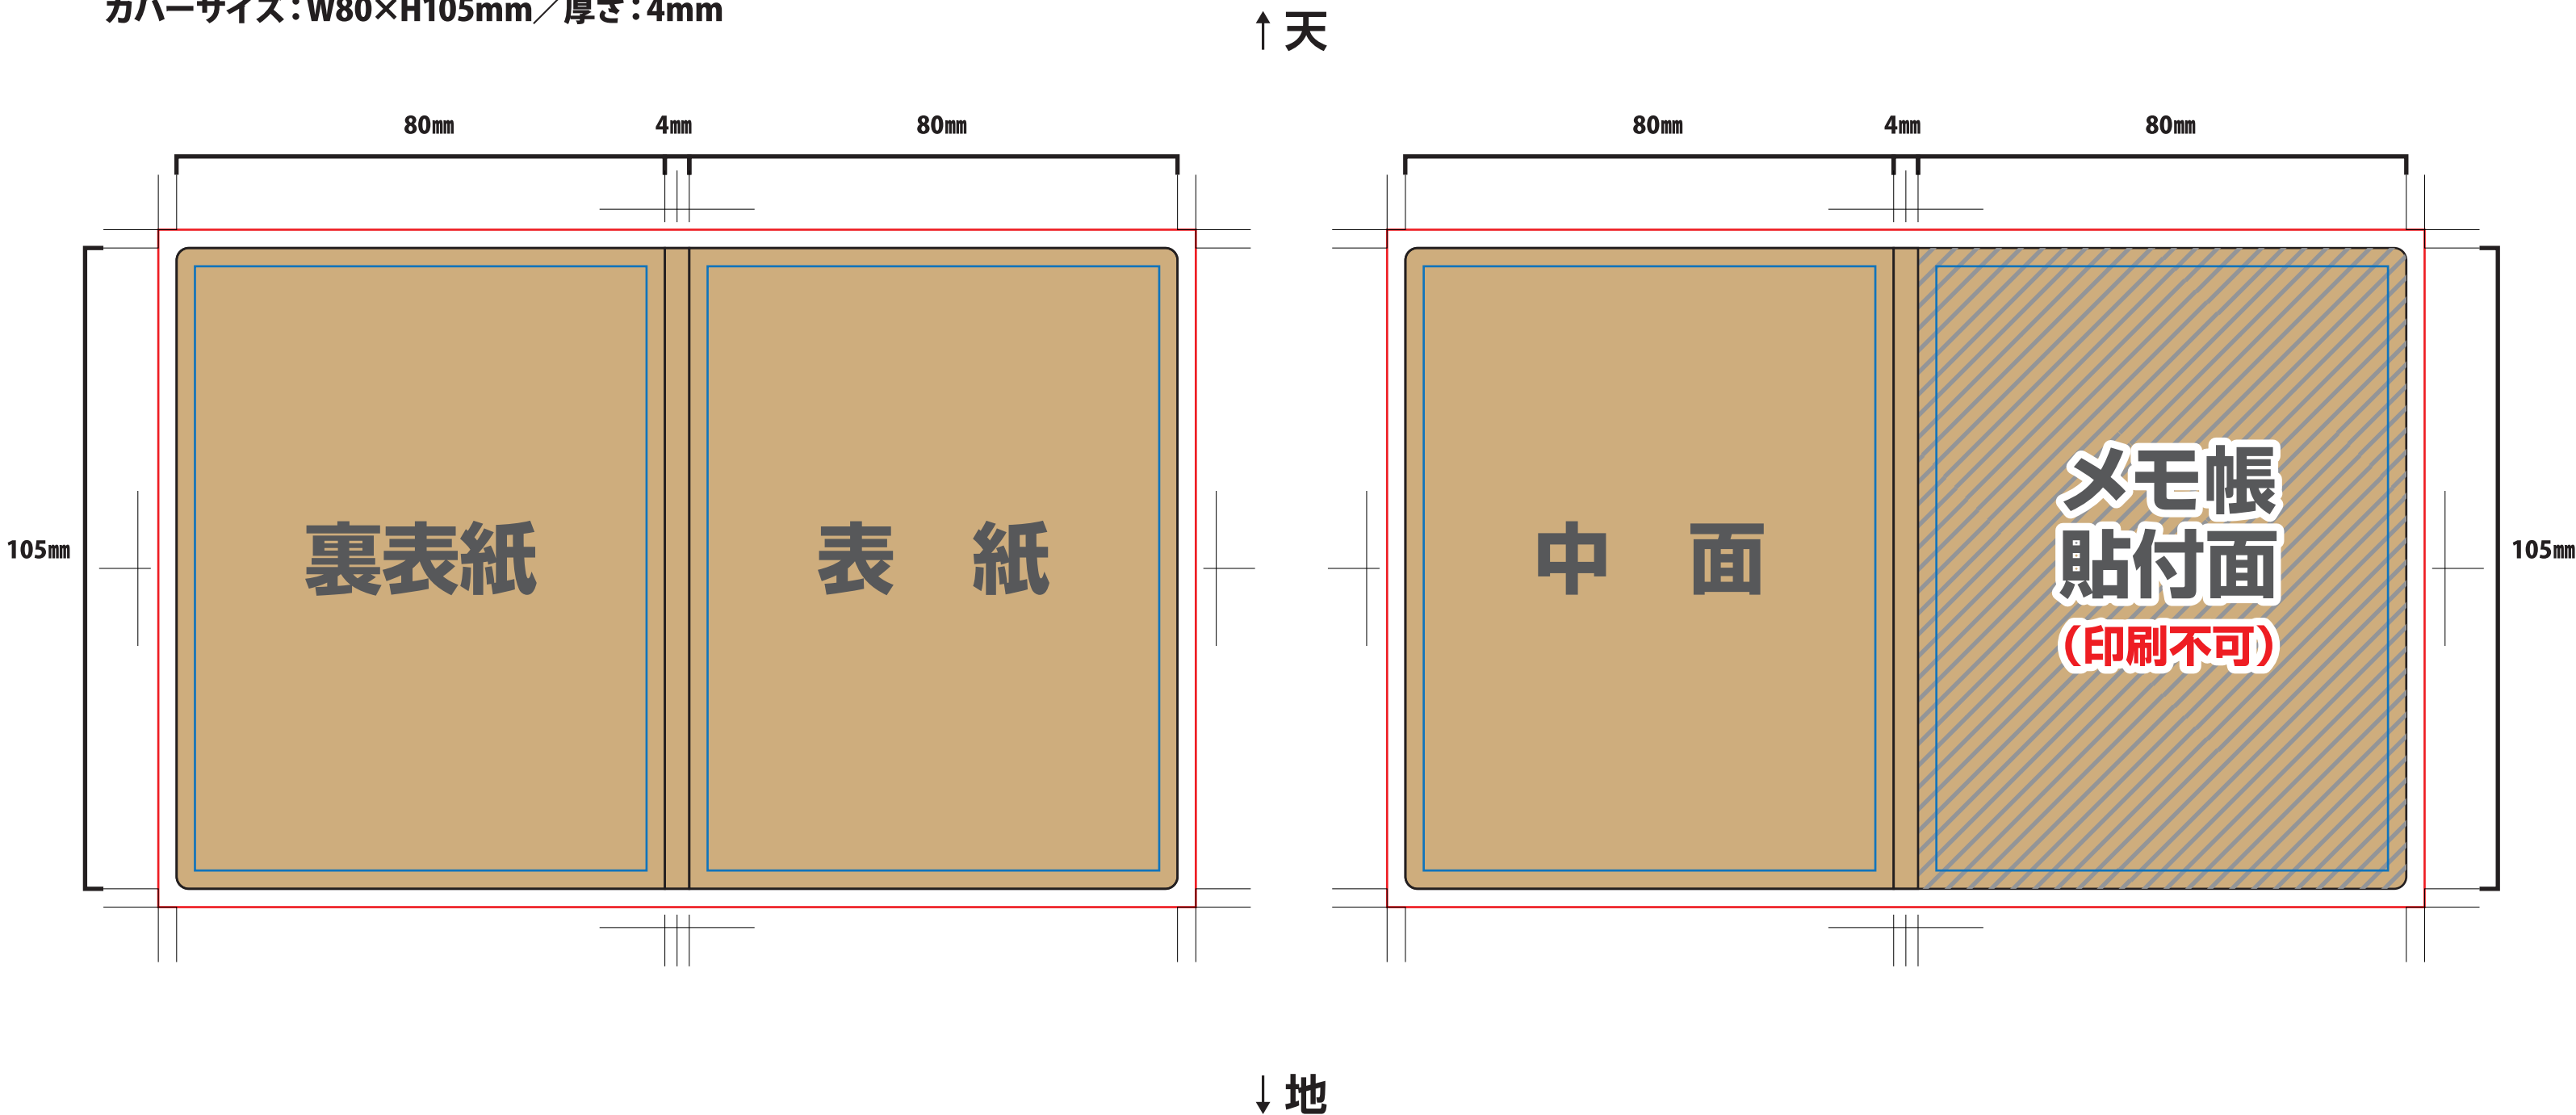 カバーサイズ：W80×H105mm／厚さ：4mm
↑天
80㎜
4㎜
80㎜
80㎜
4㎜
80㎜
105㎜
裏表紙
表　紙
中　面
メモ帳
貼付面
（印刷不可）
105㎜
↓地